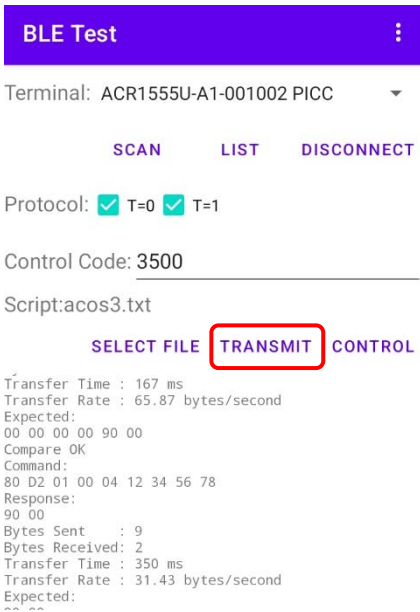 BLE Test
Terminal: ACR1555U-A1-001002 PICC
SCAN LIST DISCONNECT
Protocol: T=0 T=1
Control Code: 3500
Script:acos3.txt
SELECT FILE TRANSMIT CONTROL
Transfer Time : 167 ms
Transfer Rate : 65.87 bytes/second
Expected:
00 00 00 00 90 00
Compare OK
Command:
80 D2 01 00 04 12 34 56 78
Response:
90 00
Bytes Sent    : 9
Bytes Received: 2
Transfer Time : 350 ms
Transfer Rate : 31.43 bytes/second
Expected: